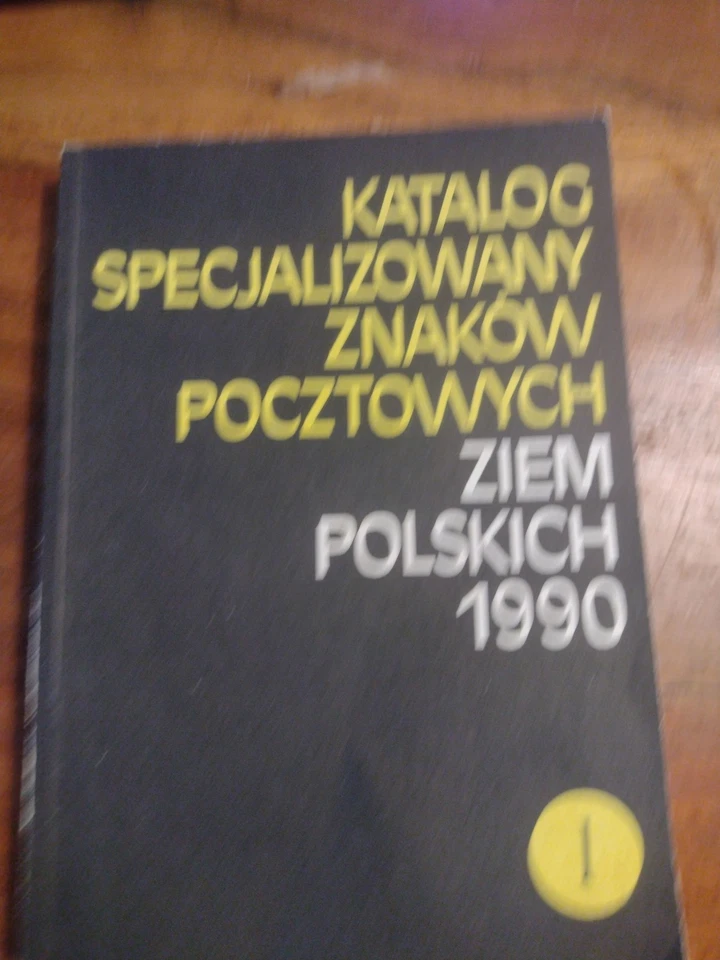 KATALOG
SPECJALIZOWANY
ZNAKÓW
POCZTOWYCH
ZIEM
POLSKICH
1990
1